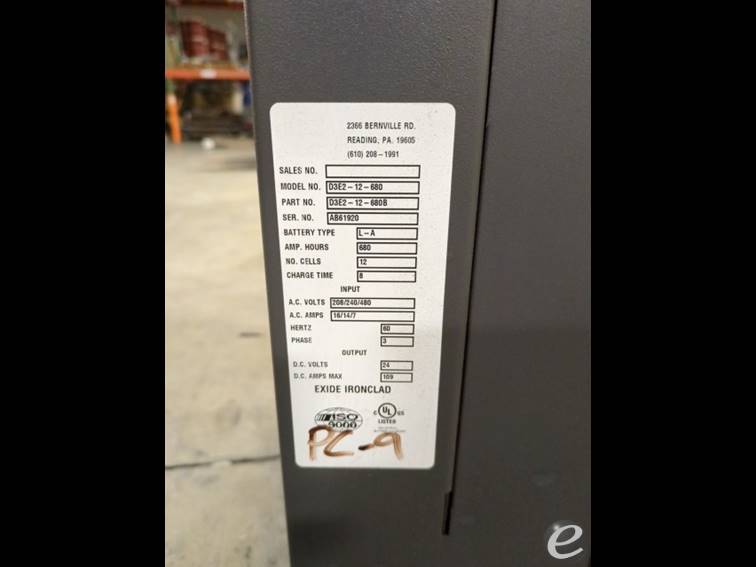 2366 BERNVILLE RD.
READING, PA. 19605
(610) 208-1991
SALES NO.
MODEL NO. D3E2-12-680
PART NO. D3E2-12-680B
SER. NO. AB61920
BATTERY TYPE L-A
AMP. HOURS 680
NO. CELLS 12
CHARGE TIME 8
INPUT
A.C. VOLTS 208/240/480
A.C. AMPS 16/14/7
HERTZ 60
PHASE 3
OUTPUT
D.C. VOLTS 24
D.C. AMPS MAX 109
EXIDE IRONCLAD
ISO 9000
C UL US
LISTED
PC-9
e